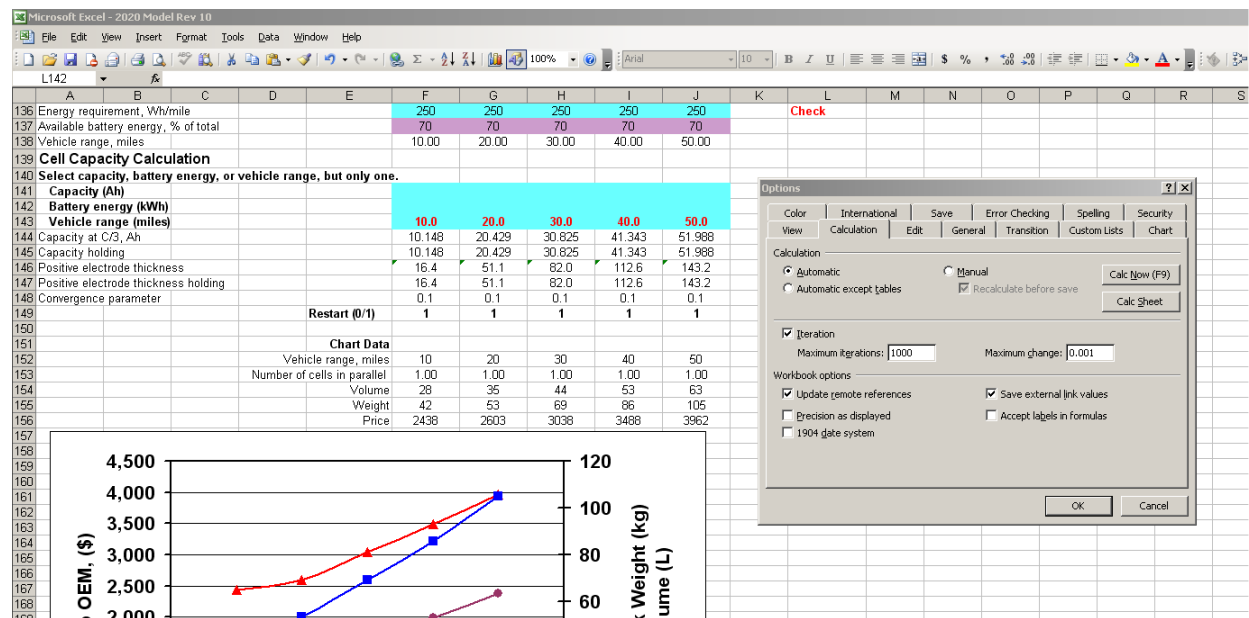 Microsoft Excel - 2020 Model Rev 10
File Edit View Insert Format Tools Data Window Help
100% Arial 10 B I U $ % ,
L142 fx
A B C D E F G H I J K L M N O P Q R S
136 Energy requirement, Wh/mile 250 250 250 250 250 Check
137 Available battery energy, % of total 70 70 70 70 70
138 Vehicle range, miles 10.00 20.00 30.00 40.00 50.00
139 Cell Capacity Calculation
140 Select capacity, battery energy, or vehicle range, but only one.
141 Capacity (Ah)
142 Battery energy (kWh)
143 Vehicle range (miles) 10.0 20.0 30.0 40.0 50.0
144 Capacity at C/3, Ah 10.148 20.429 30.825 41.343 51.988
145 Capacity holding 10.148 20.429 30.825 41.343 51.988
146 Positive electrode thickness 16.4 51.1 82.0 112.6 143.2
147 Positive electrode thickness holding 16.4 51.1 82.0 112.6 143.2
148 Convergence parameter 0.1 0.1 0.1 0.1 0.1
149 Restart (0/1) 1 1 1 1 1
150
151 Chart Data
152 Vehicle range, miles 10 20 30 40 50
153 Number of cells in parallel 1.00 1.00 1.00 1.00 1.00
154 Volume 28 35 44 53 63
155 Weight 42 53 69 86 105
156 Price 2438 2603 3038 3488 3962
157
158
159
160
161
162
163
164
165
166
167
168
4,500 120
4,000 100
3,500
3,000 80
2,500
2,000 60
OEM, ($)
Weight (kg)
ume (L)
Options
Color International Save Error Checking Spelling Security
View Calculation Edit General Transition Custom Lists Chart
Calculation
Automatic Manual Calc Now (F9)
Automatic except tables Recalculate before save
Calc Sheet
Iteration
Maximum iterations: 1000 Maximum change: 0.001
Workbook options
Update remote references Save external link values
Precision as displayed Accept labels in formulas
1904 date system
OK Cancel